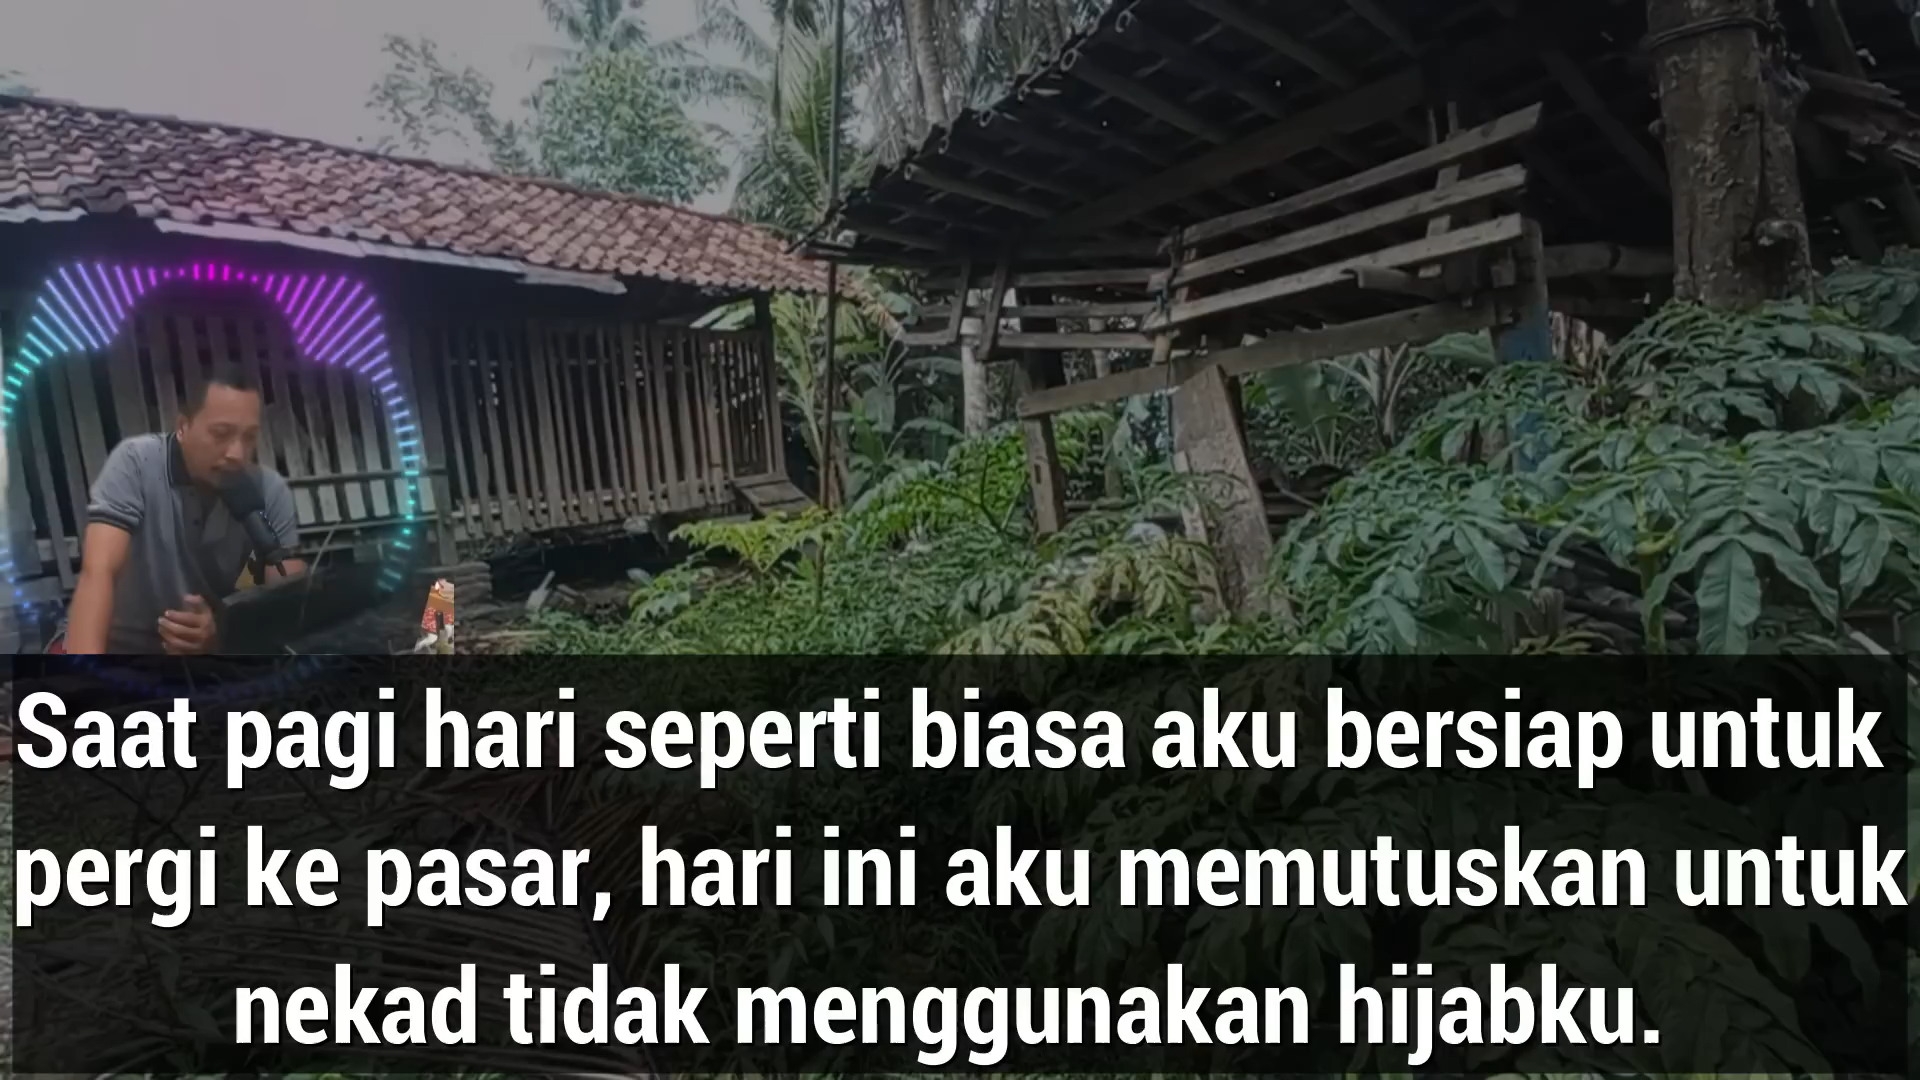 Saat pagi hari seperti biasa aku bersiap untuk
pergi ke pasar, hari ini aku memutuskan untuk
nekad tidak menggunakan hijabku.